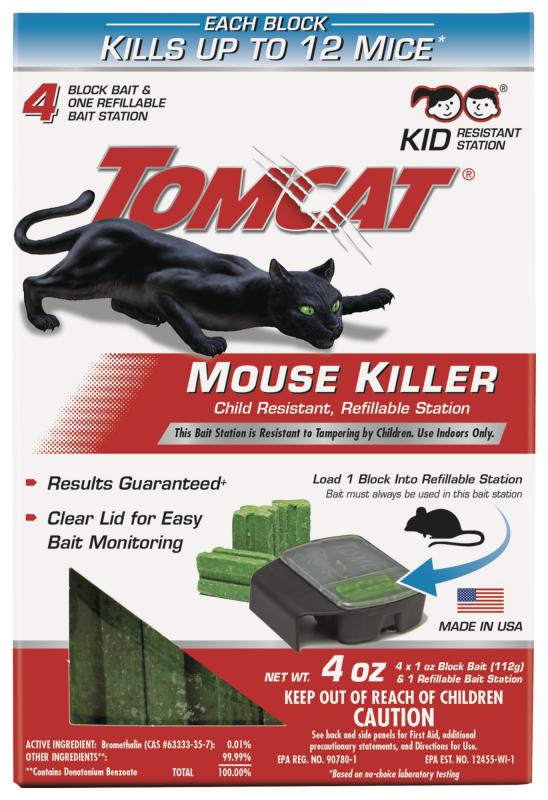 EACH BLOCK
KILLS UP TO 12 MICE*
4 BLOCK BAIT &
ONE REFILLABLE
BAIT STATION
KID RESISTANT
STATION
TOMCAT®
MOUSE KILLER
Child Resistant, Refillable Station
This Bait Station is Resistant to Tampering by Children. Use Indoors Only.
Results Guaranteed+
Clear Lid for Easy
Bait Monitoring
Load 1 Block Into Refillable Station
Bait must always be used in this bait station
MADE IN USA
NET WT. 4 OZ 4 x 1 oz Block Bait (112g)
& 1 Refillable Bait Station
KEEP OUT OF REACH OF CHILDREN
CAUTION
See back and side panels for First Aid, additional
precautionary statements, and Directions for Use.
EPA REG. NO. 90780-1 EPA EST. NO. 12455-WI-1
*Based on no-choice laboratory testing
ACTIVE INGREDIENT: Bromethalin (CAS #63333-35-7): 0.01%
OTHER INGREDIENTS**: 99.99%
**Contains Denatonium Benzoate TOTAL 100.00%